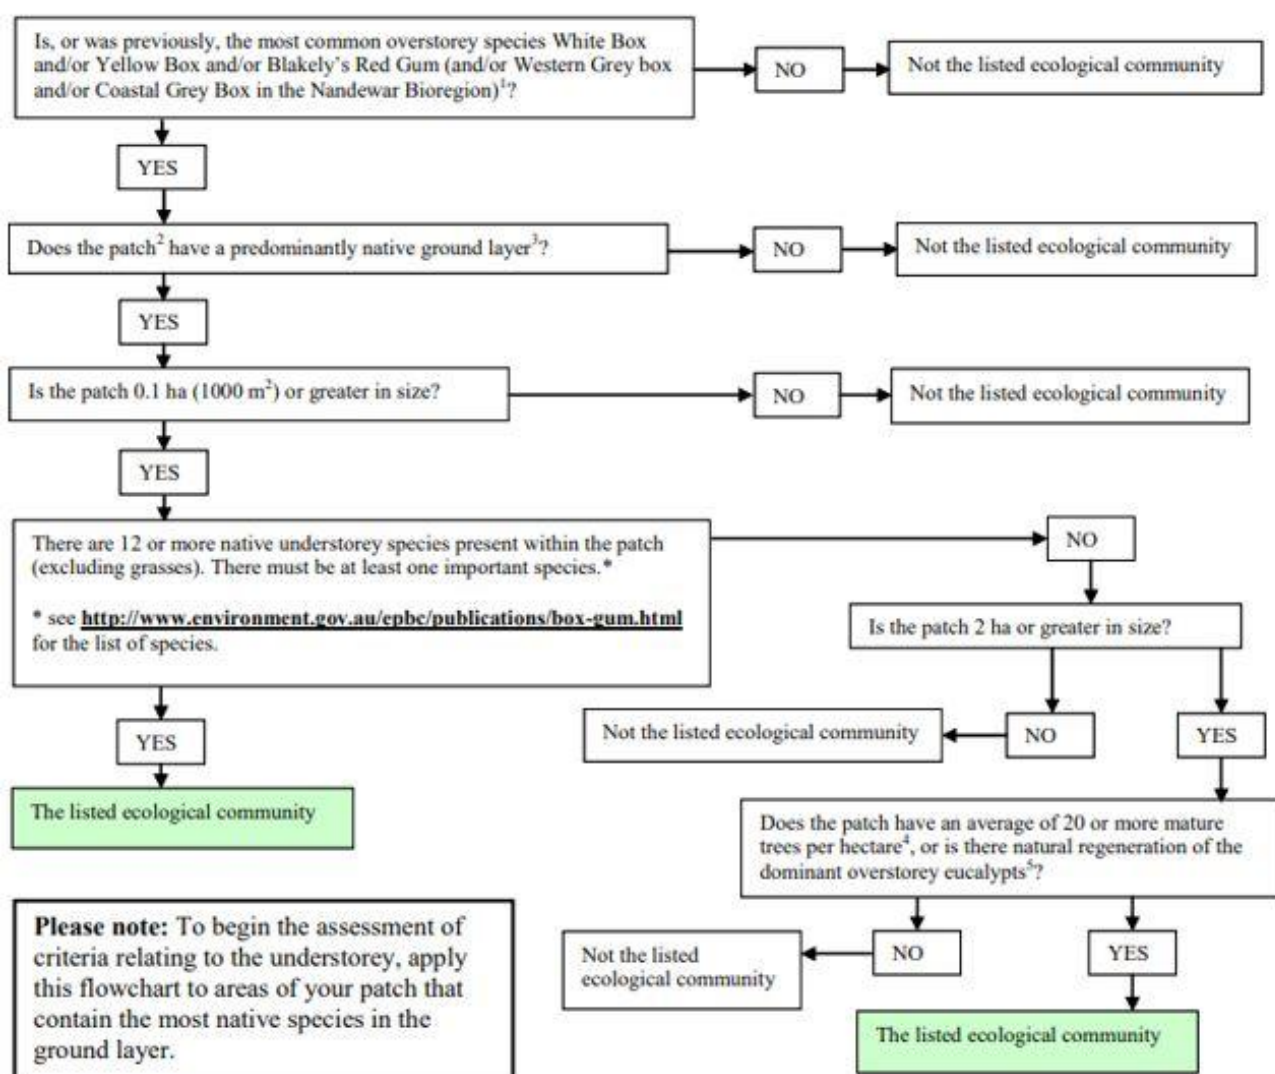 Is, or was previously, the most common overstorey species White Box
and/or Yellow Box and/or Blakely's Red Gum (and/or Western Grey box
and/or Coastal Grey Box in the Nandewar Bioregion)¹?
NO
Not the listed ecological community
YES
Does the patch² have a predominantly native ground layer³?
NO
Not the listed ecological community
YES
Is the patch 0.1 ha (1000 m²) or greater in size?
NO
Not the listed ecological community
YES
There are 12 or more native understorey species present within the patch
(excluding grasses). There must be at least one important species.*
* see http://www.environment.gov.au/epbc/publications/box-gum.html
for the list of species.
NO
Is the patch 2 ha or greater in size?
Not the listed ecological community
NO
YES
YES
The listed ecological community
Does the patch have an average of 20 or more mature
trees per hectare⁴, or is there natural regeneration of the
dominant overstorey eucalypts⁵?
Not the listed
ecological community
NO
YES
The listed ecological community
Please note: To begin the assessment of
criteria relating to the understorey, apply
this flowchart to areas of your patch that
contain the most native species in the
ground layer.